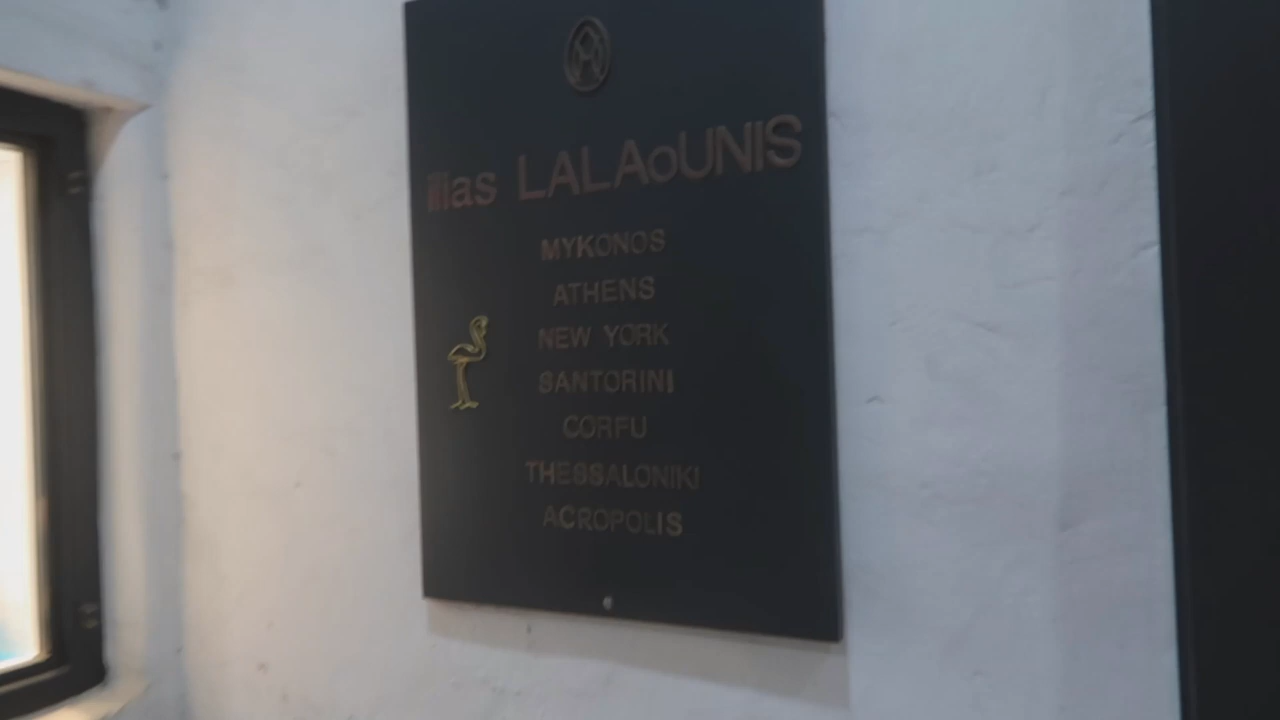 ilias LALAoUNIS
MYKONOS
ATHENS
NEW YORK
SANTORINI
CORFU
THESSALONIKI
ACROPOLIS